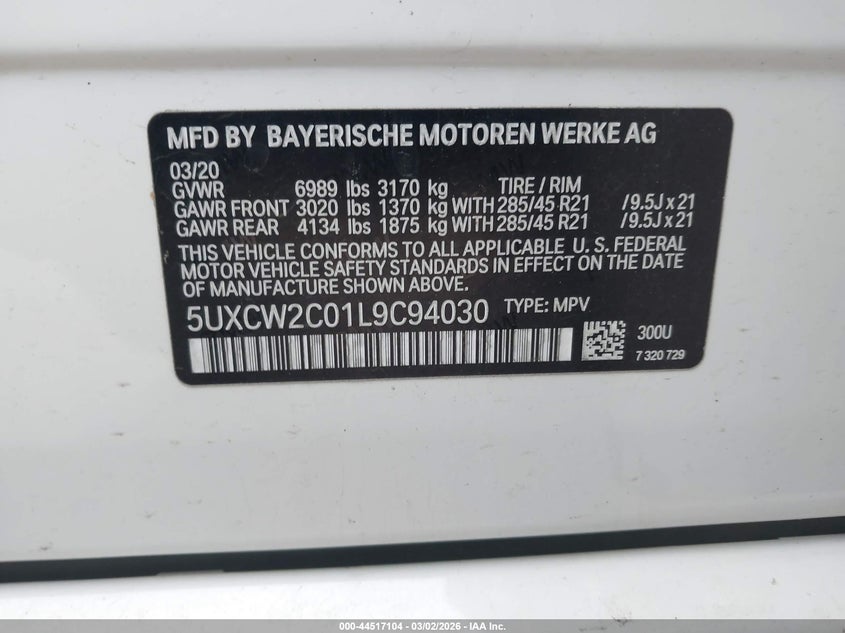 MFD BY BAYERISCHE MOTOREN WERKE AG
03/20
GVWR 6989 lbs 3170 kg TIRE / RIM
GAWR FRONT 3020 lbs 1370 kg WITH 285/45 R21 /9.5J x 21
GAWR REAR 4134 lbs 1875 kg WITH 285/45 R21 /9.5J x 21
THIS VEHICLE CONFORMS TO ALL APPLICABLE U. S. FEDERAL
MOTOR VEHICLE SAFETY STANDARDS IN EFFECT ON THE DATE
OF MANUFACTURE SHOWN ABOVE.
5UXCW2C01L9C94030 TYPE: MPV
300U
7 320 729
000-44517104 - 03/02/2026 - IAA Inc.